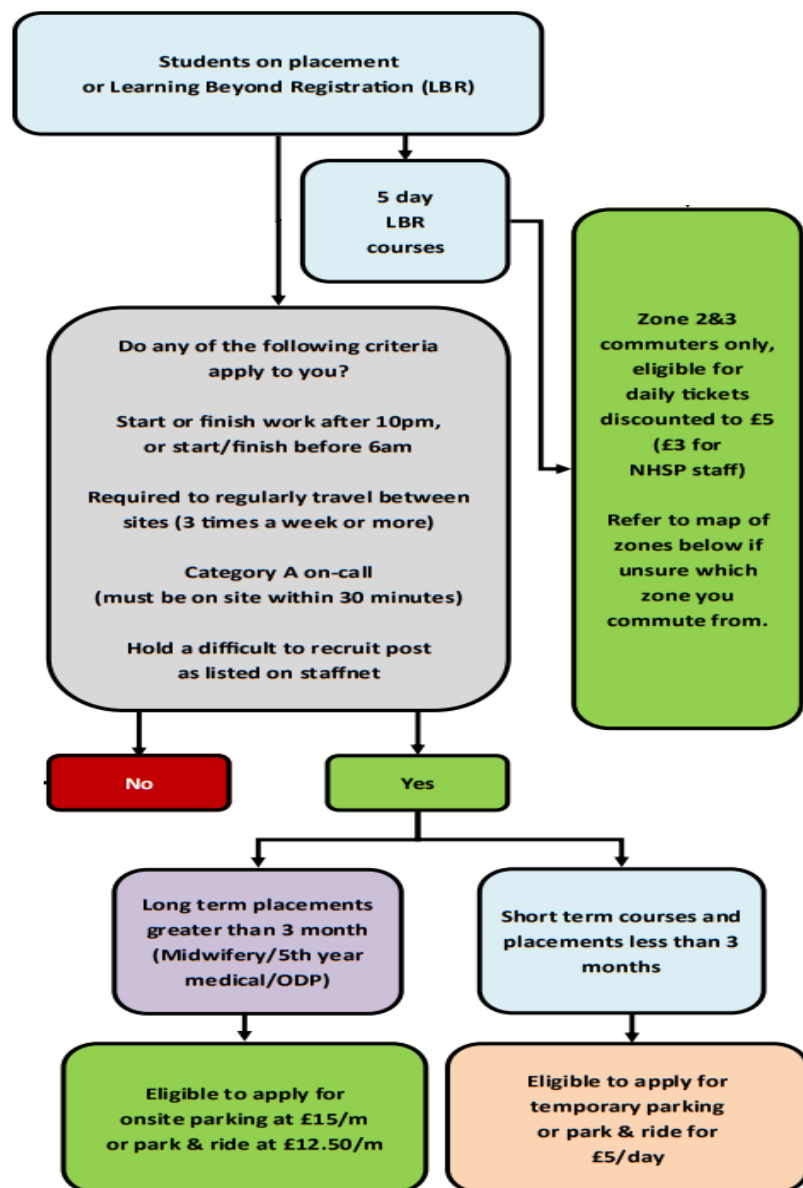 Students on placement
or Learning Beyond Registration (LBR)
5 day
LBR
courses
Zone 2&3
commuters only,
eligible for
daily tickets
discounted to £5
(£3 for
NHSP staff)
Refer to map of
zones below if
unsure which
zone you
commute from.
Do any of the following criteria
apply to you?
Start or finish work after 10pm,
or start/finish before 6am
Required to regularly travel between
sites (3 times a week or more)
Category A on-call
(must be on site within 30 minutes)
Hold a difficult to recruit post
as listed on staffnet
No
Yes
Long term placements
greater than 3 month
(Midwifery/5th year
medical/ODP)
Short term courses and
placements less than 3
months
Eligible to apply for
onsite parking at £15/m
or park & ride at £12.50/m
Eligible to apply for
temporary parking
or park & ride for
£5/day